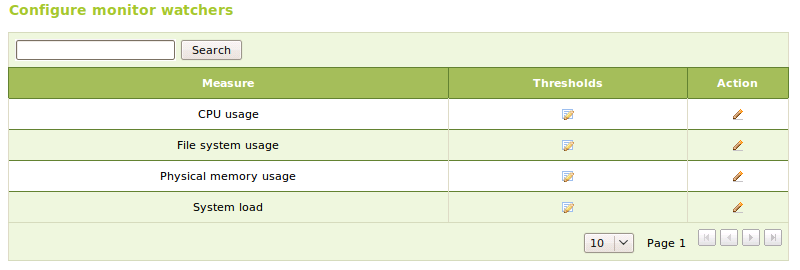 Configure monitor watchers
Search
Measure Thresholds Action
CPU usage
File system usage
Physical memory usage
System load
10 Page 1